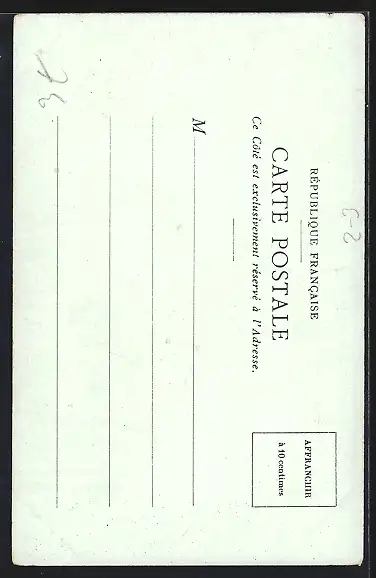 RÉPUBLIQUE FRANÇAISE
CARTE POSTALE
Ce Côté est exclusivement réservé à l'Adresse.
AFFRANCHIR
à 10 centimes
M